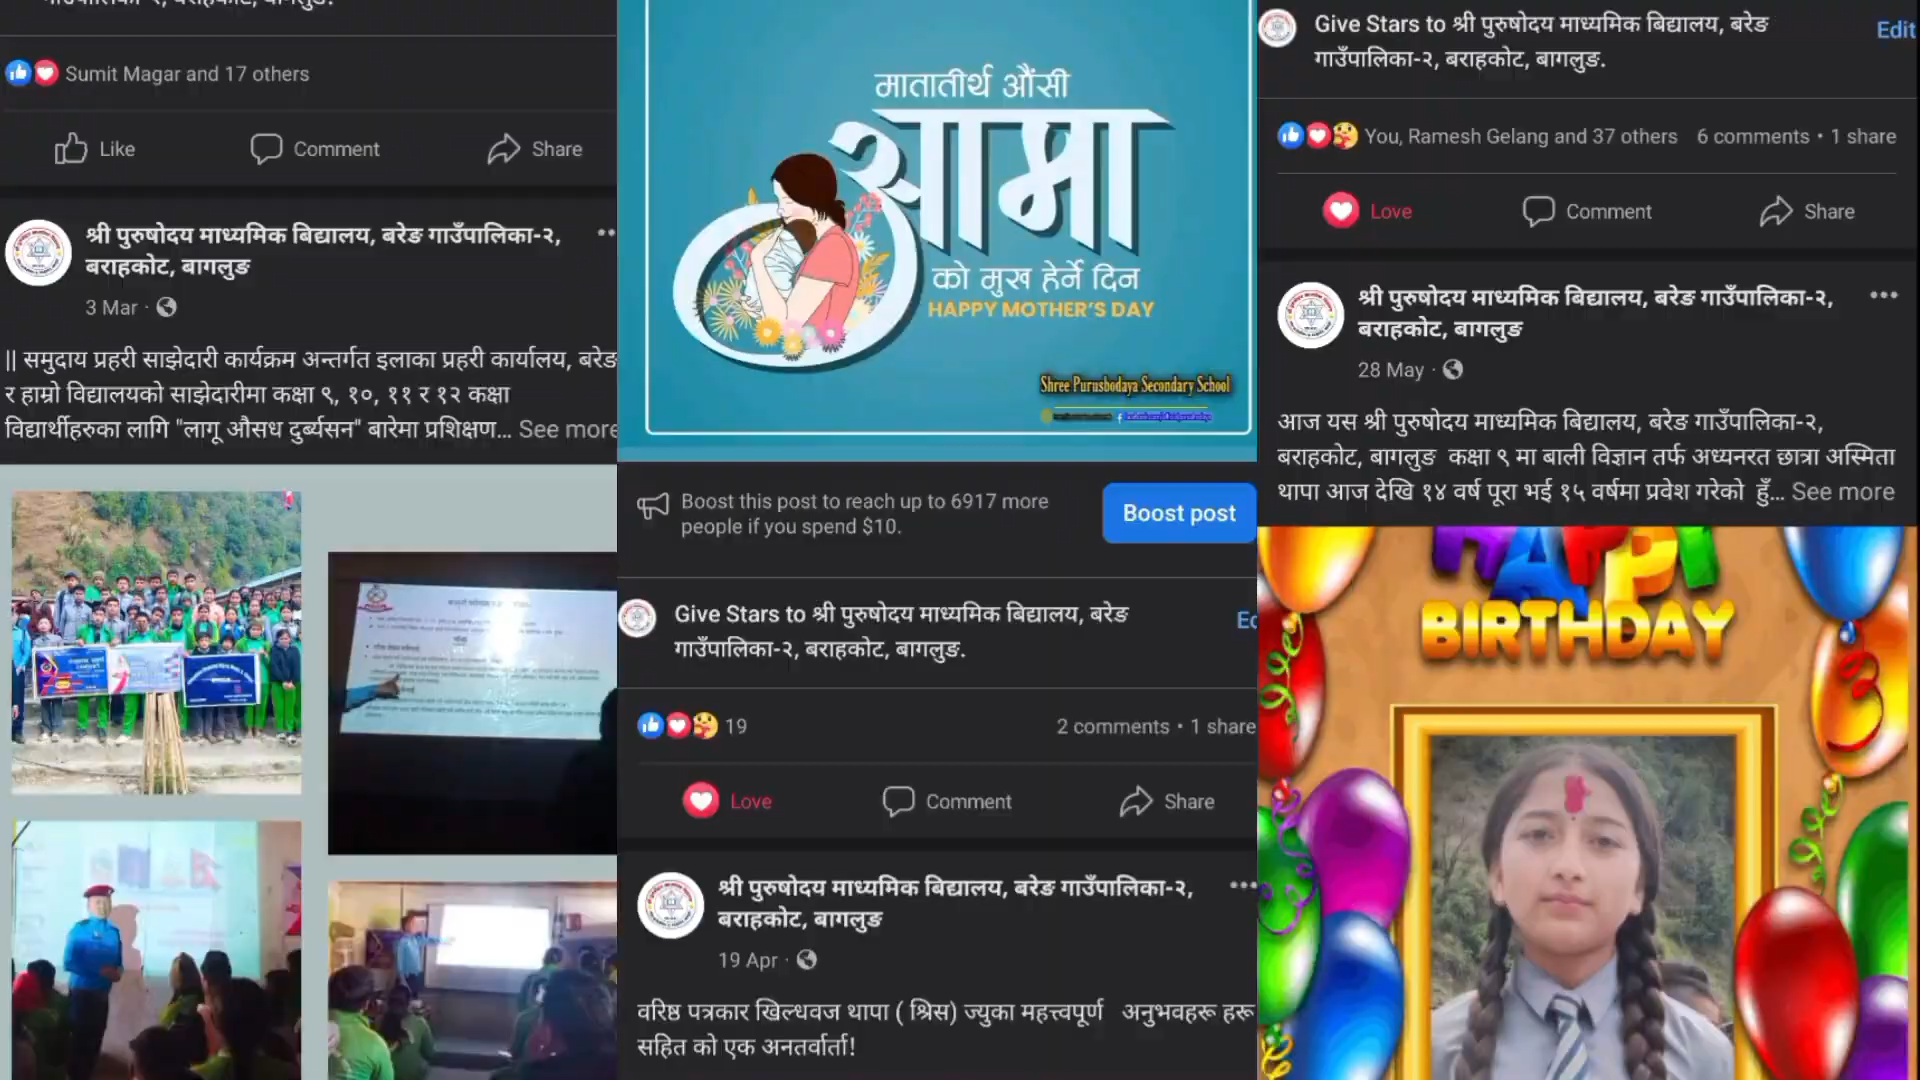 Sumit Magar and 17 others
Like
Comment
Share
श्री पुरुषोदय माध्यमिक बिद्यालय, बरेङ गाउँपालिका-२,
बराहकोट, बागलुङ
3 Mar ·
|| समुदाय प्रहरी साझेदारी कार्यक्रम अन्तर्गत इलाका प्रहरी कार्यालय, बरेङ
र हाम्रो विद्यालयको साझेदारीमा कक्षा ९, १०, ११ र १२ कक्षा
विद्यार्थीहरुका लागि "लागू औसध दुर्ब्यसन" बारेमा प्रशिक्षण... See more
मातातीर्थ औंसी
आमा
को मुख हेर्ने दिन
HAPPY MOTHER'S DAY
Shree Purushodaya Secondary School
Boost this post to reach up to 6917 more
people if you spend $10.
Boost post
Give Stars to श्री पुरुषोदय माध्यमिक बिद्यालय, बरेङ
गाउँपालिका-२, बराहकोट, बागलुङ.
19
2 comments • 1 share
Love
Comment
Share
श्री पुरुषोदय माध्यमिक बिद्यालय, बरेङ गाउँपालिका-२,
बराहकोट, बागलुङ
19 Apr ·
वरिष्ठ पत्रकार खिल्धवज थापा ( श्रिस) ज्युका महत्त्वपूर्ण अनुभवहरू हरू
सहित को एक अनतर्वार्ता!
Give Stars to श्री पुरुषोदय माध्यमिक बिद्यालय, बरेङ
गाउँपालिका-२, बराहकोट, बागलुङ.
Edit
You, Ramesh Gelang and 37 others
6 comments • 1 share
Love
Comment
Share
श्री पुरुषोदय माध्यमिक बिद्यालय, बरेङ गाउँपालिका-२,
बराहकोट, बागलुङ
28 May ·
आज यस श्री पुरुषोदय माध्यमिक बिद्यालय, बरेङ गाउँपालिका-२,
बराहकोट, बागलुङ कक्षा ९ मा बाली विज्ञान तर्फ अध्यनरत छात्रा अस्मिता
थापा आज देखि १४ वर्ष पूरा भई १५ वर्षमा प्रवेश गरेको हुँ... See more
HAPPY
BIRTHDAY